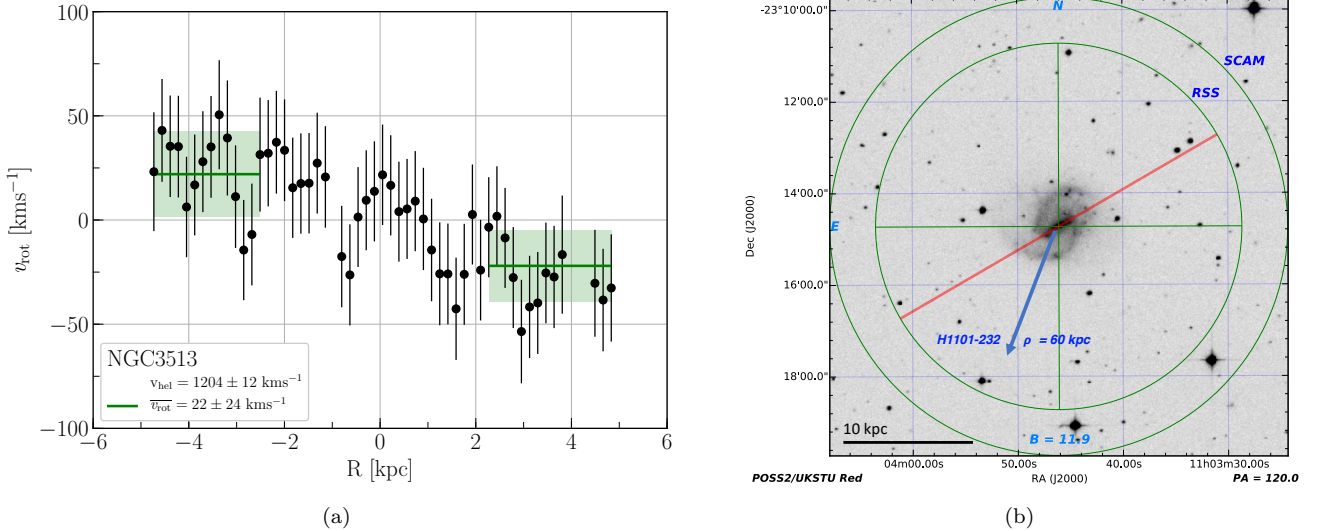 100
50
0
−50
−100
v_rot [kms⁻¹]
NGC3513
v_hel = 1204 ± 12 kms⁻¹
\overline{v_rot} = 22 ± 24 kms⁻¹
−6 −4 −2 0 2 4 6
R [kpc]
(a)
-23°10'00.0"
12'00.0"
14'00.0"
16'00.0"
18'00.0"
Dec (J2000)
N
SCAM
RSS
E
H1101-232 ρ = 60 kpc
10 kpc
B = 11.9
04m00.00s 50.00s 40.00s 11h03m30.00s
POSS2/UKSTU Red RA (J2000) PA = 120.0
(b)